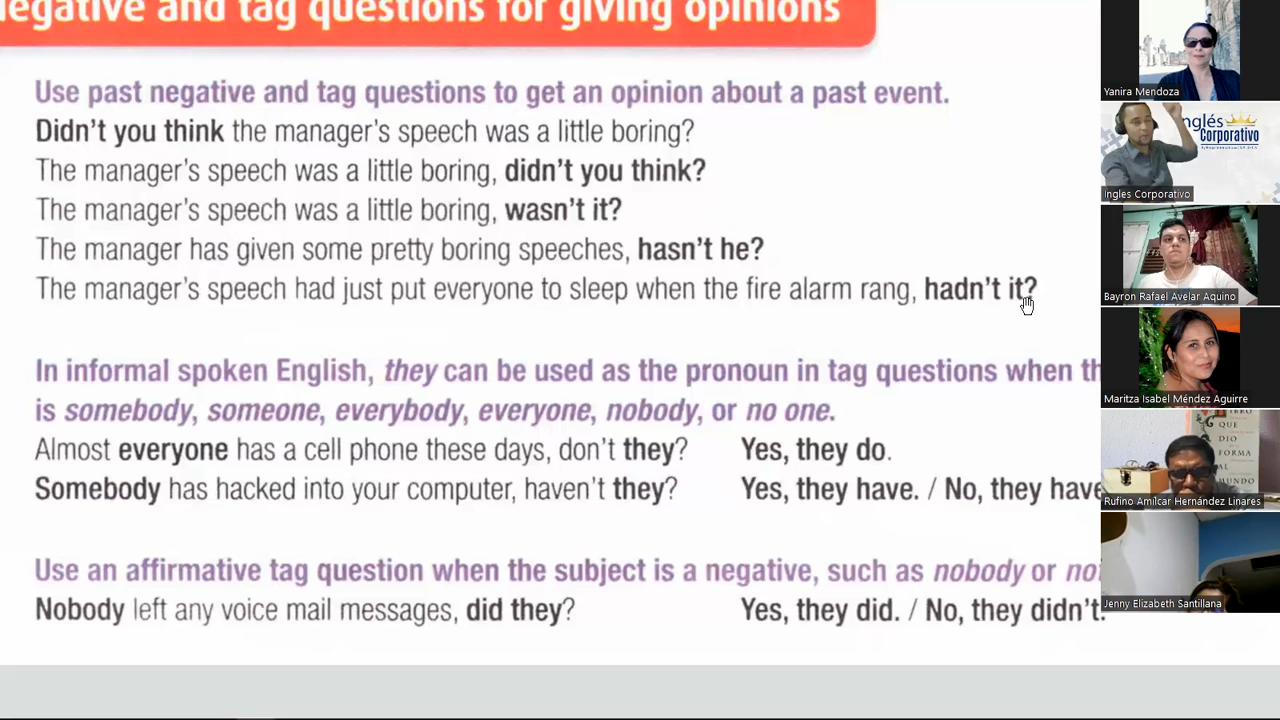 egative and tag questions for giving opinions
Use past negative and tag questions to get an opinion about a past event.
Didn't you think the manager's speech was a little boring?
The manager's speech was a little boring, didn't you think?
The manager's speech was a little boring, wasn't it?
The manager has given some pretty boring speeches, hasn't he?
The manager's speech had just put everyone to sleep when the fire alarm rang, hadn't it?
In informal spoken English, they can be used as the pronoun in tag questions when th
is somebody, someone, everybody, everyone, nobody, or no one.
Almost everyone has a cell phone these days, don't they? Yes, they do.
Somebody has hacked into your computer, haven't they? Yes, they have. / No, they have
Use an affirmative tag question when the subject is a negative, such as nobody or no
Nobody left any voice mail messages, did they? Yes, they did. / No, they didn't.
Yanira Mendoza
nglés
Corporativo
Ingles Corporativo
Bayron Rafael Avelar Aquino
Maritza Isabel Méndez Aguirre
QUE
DIO
FORMA
AL
MUNDO
Rufino Amílcar Hernández Linares
Jenny Elizabeth Santillana